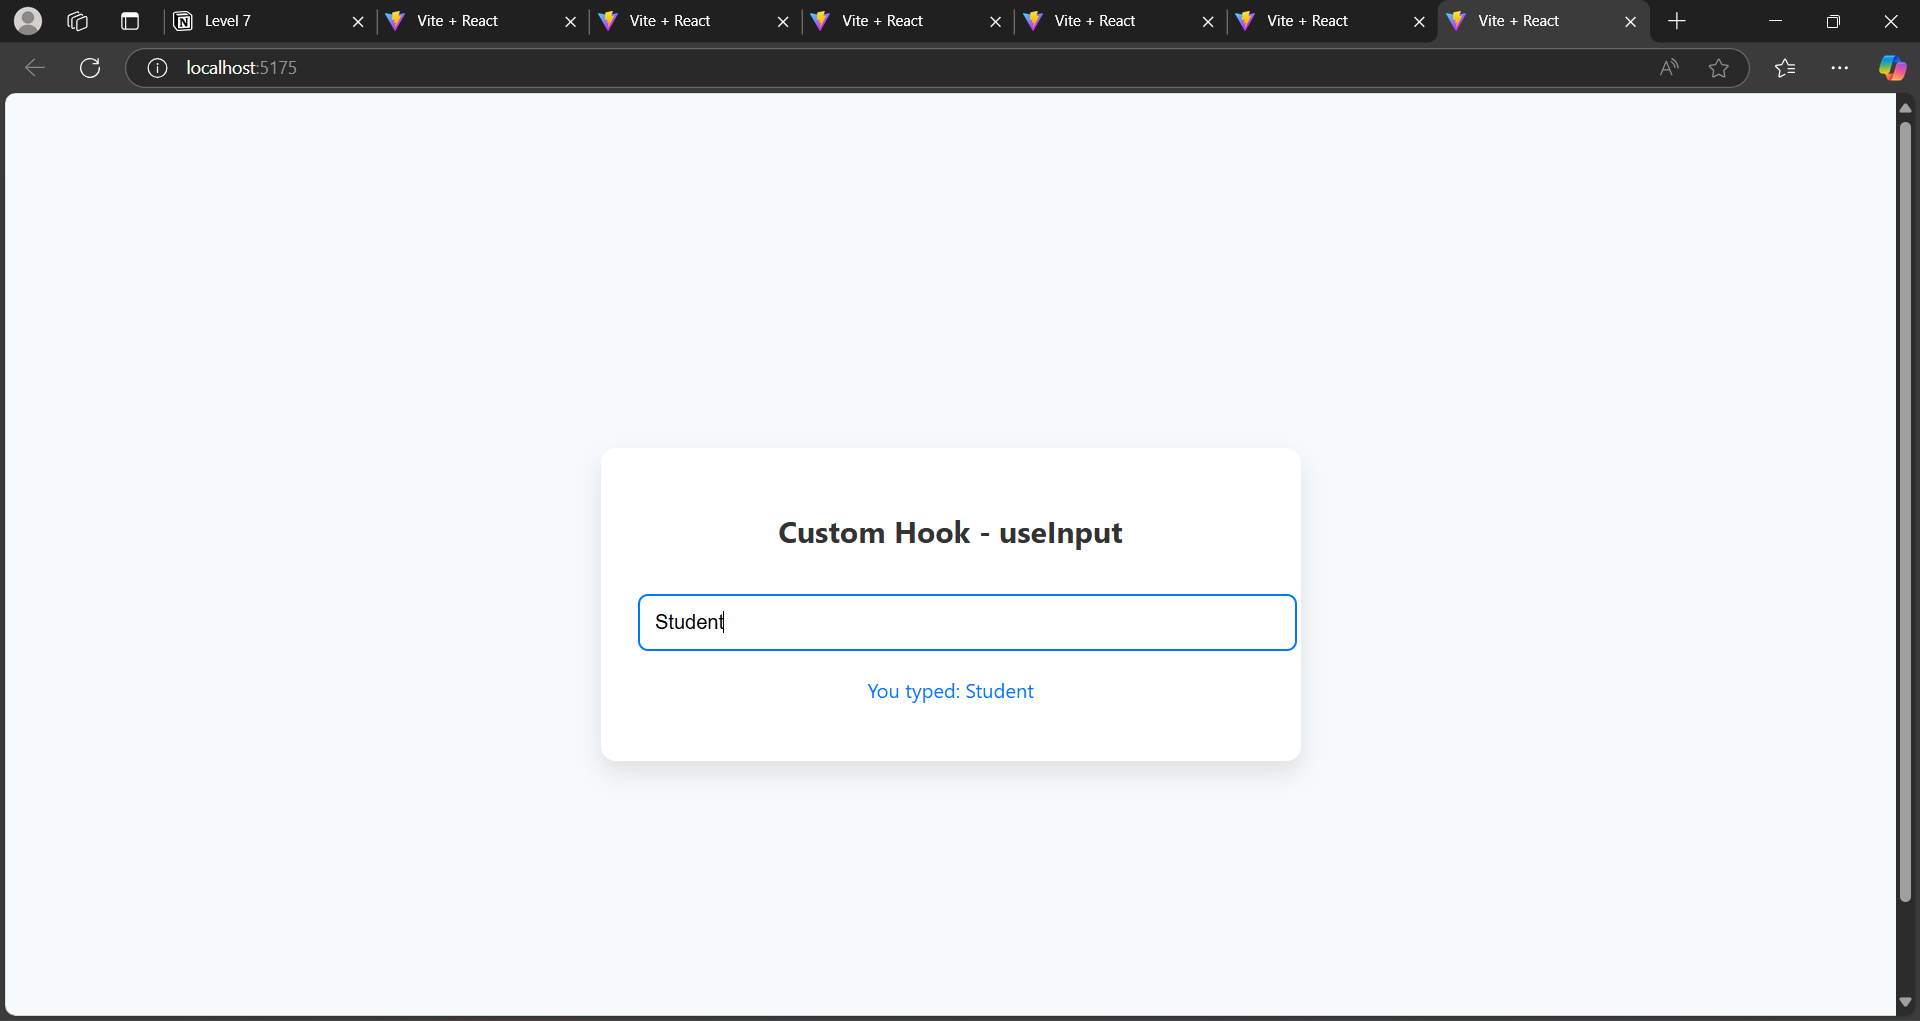 Level 7
Vite + React
Vite + React
Vite + React
Vite + React
Vite + React
Vite + React
localhost:5175
Custom Hook - useInput
Student
You typed: Student